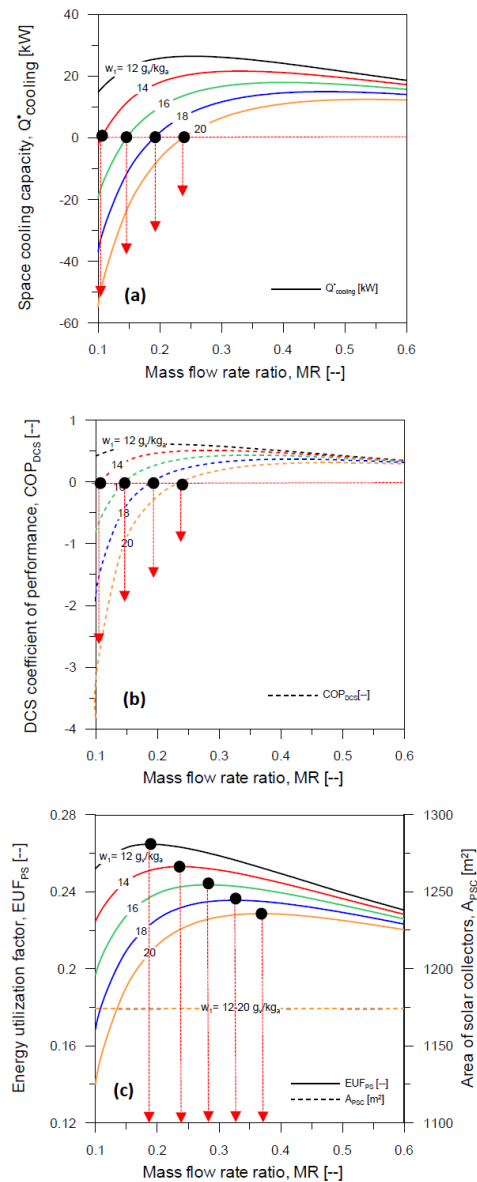 40
20
0
-20
-40
-60
Space cooling capacity, Q•cooling [kW]
w1= 12 gv/kga
14
16
18
20
(a)
Q•cooling [kW]
0.1 0.2 0.3 0.4 0.5 0.6
Mass flow rate ratio, MR [--]
1
0
-1
-2
-3
-4
DCS coefficient of performance, COPDCS [--]
w1= 12 gv/kga
14
16
18
20
(b)
COPDCS[--]
0.1 0.2 0.3 0.4 0.5 0.6
Mass flow rate ratio, MR [--]
0.28
0.24
0.2
0.16
0.12
Energy utilization factor, EUFPS [--]
w1= 12 gv/kga
14
16
18
20
w1= 12-20 gv/kga
(c)
EUFPS [--]
APSC [m²]
1300
1250
1200
1150
1100
Area of solar collectors, APSC [m²]
0.1 0.2 0.3 0.4 0.5 0.6
Mass flow rate ratio, MR [--]